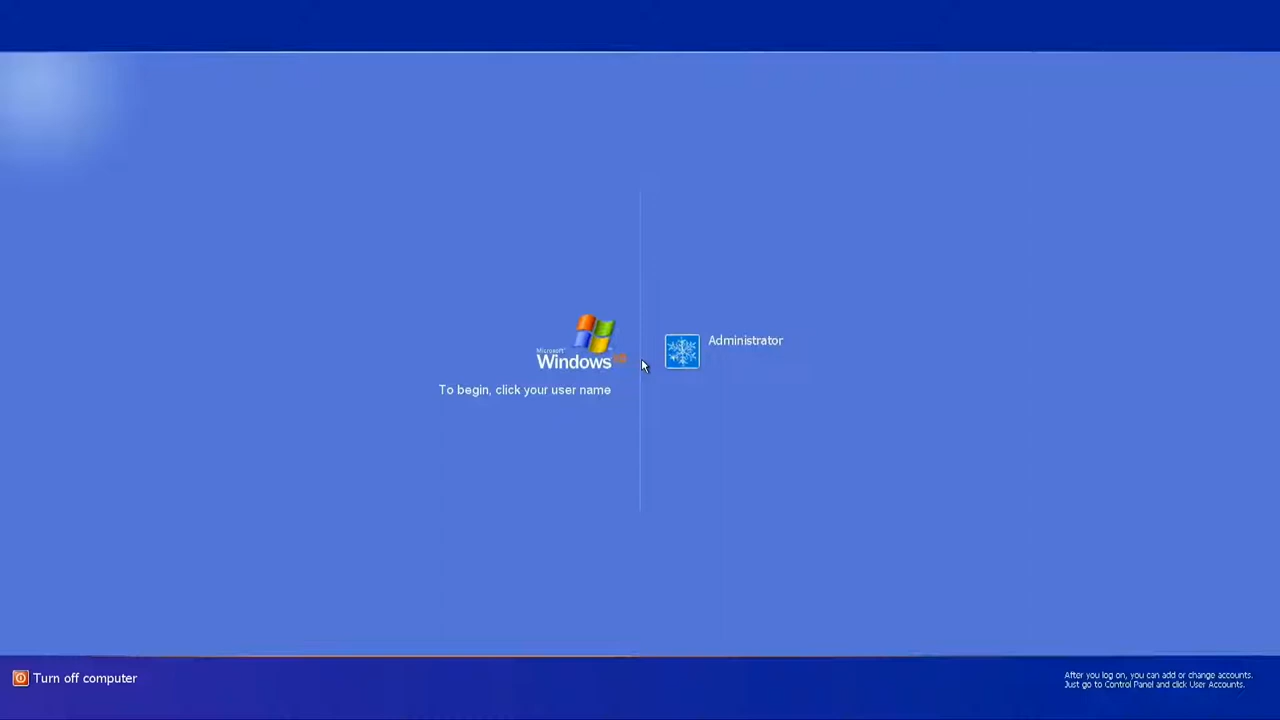 Microsoft
Windows xp
To begin, click your user name
Administrator
Turn off computer
After you log on, you can add or change accounts.
Just go to Control Panel and click User Accounts.